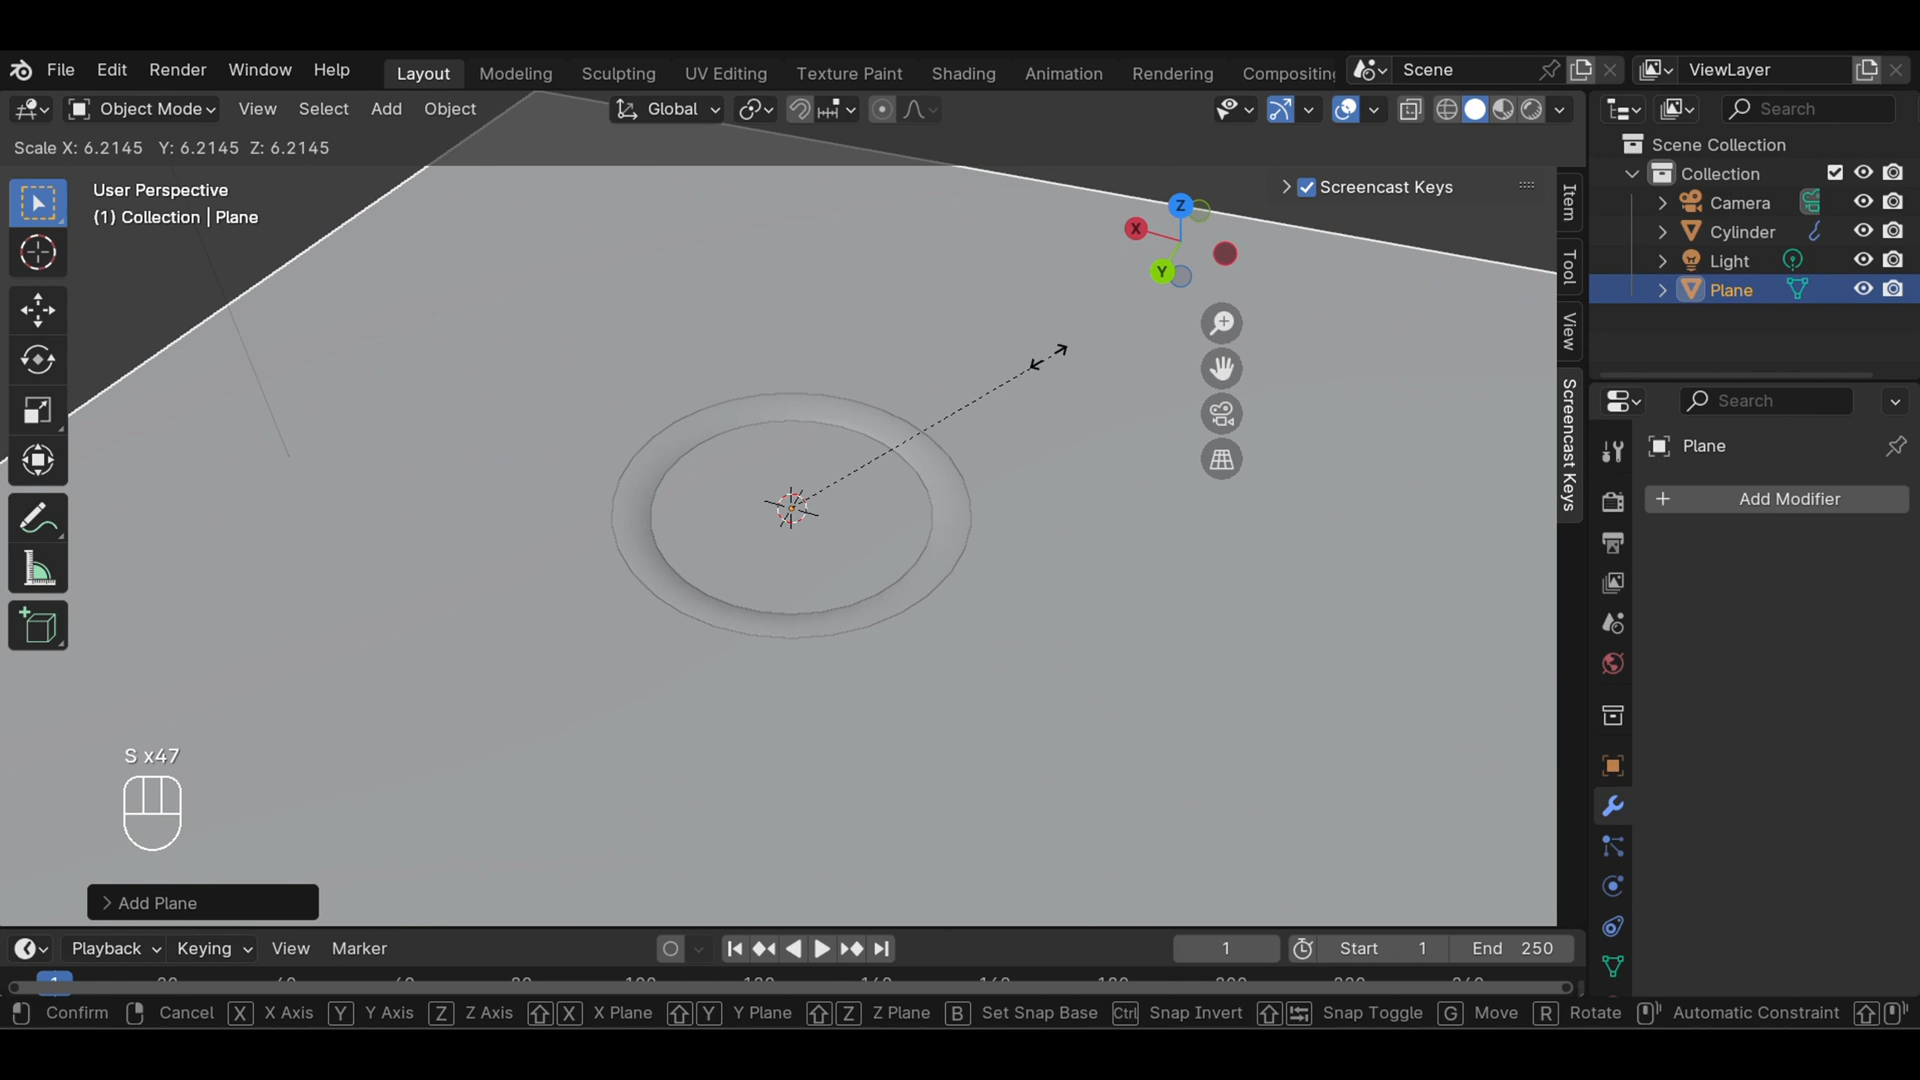 File Edit Render Window Help Layout Modeling Sculpting UV Editing Texture Paint Shading Animation Rendering Compositing Scene ViewLayer
Object Mode View Select Add Object Global Search
Scale X: 6.2145 Y: 6.2145 Z: 6.2145
Scene Collection
Collection
Camera
Cylinder
Light
Plane
User Perspective
(1) Collection | Plane
Screencast Keys
Z
X
Y
Item
Tool
View
Screencast Keys
Search
Plane
Add Modifier
S x47
Add Plane
Playback Keying View Marker 1 Start 1 End 250
1
Confirm Cancel X X Axis Y Y Axis Z Z Axis X X Plane Y Y Plane Z Z Plane B Set Snap Base Ctrl Snap Invert Snap Toggle G Move R Rotate Automatic Constraint